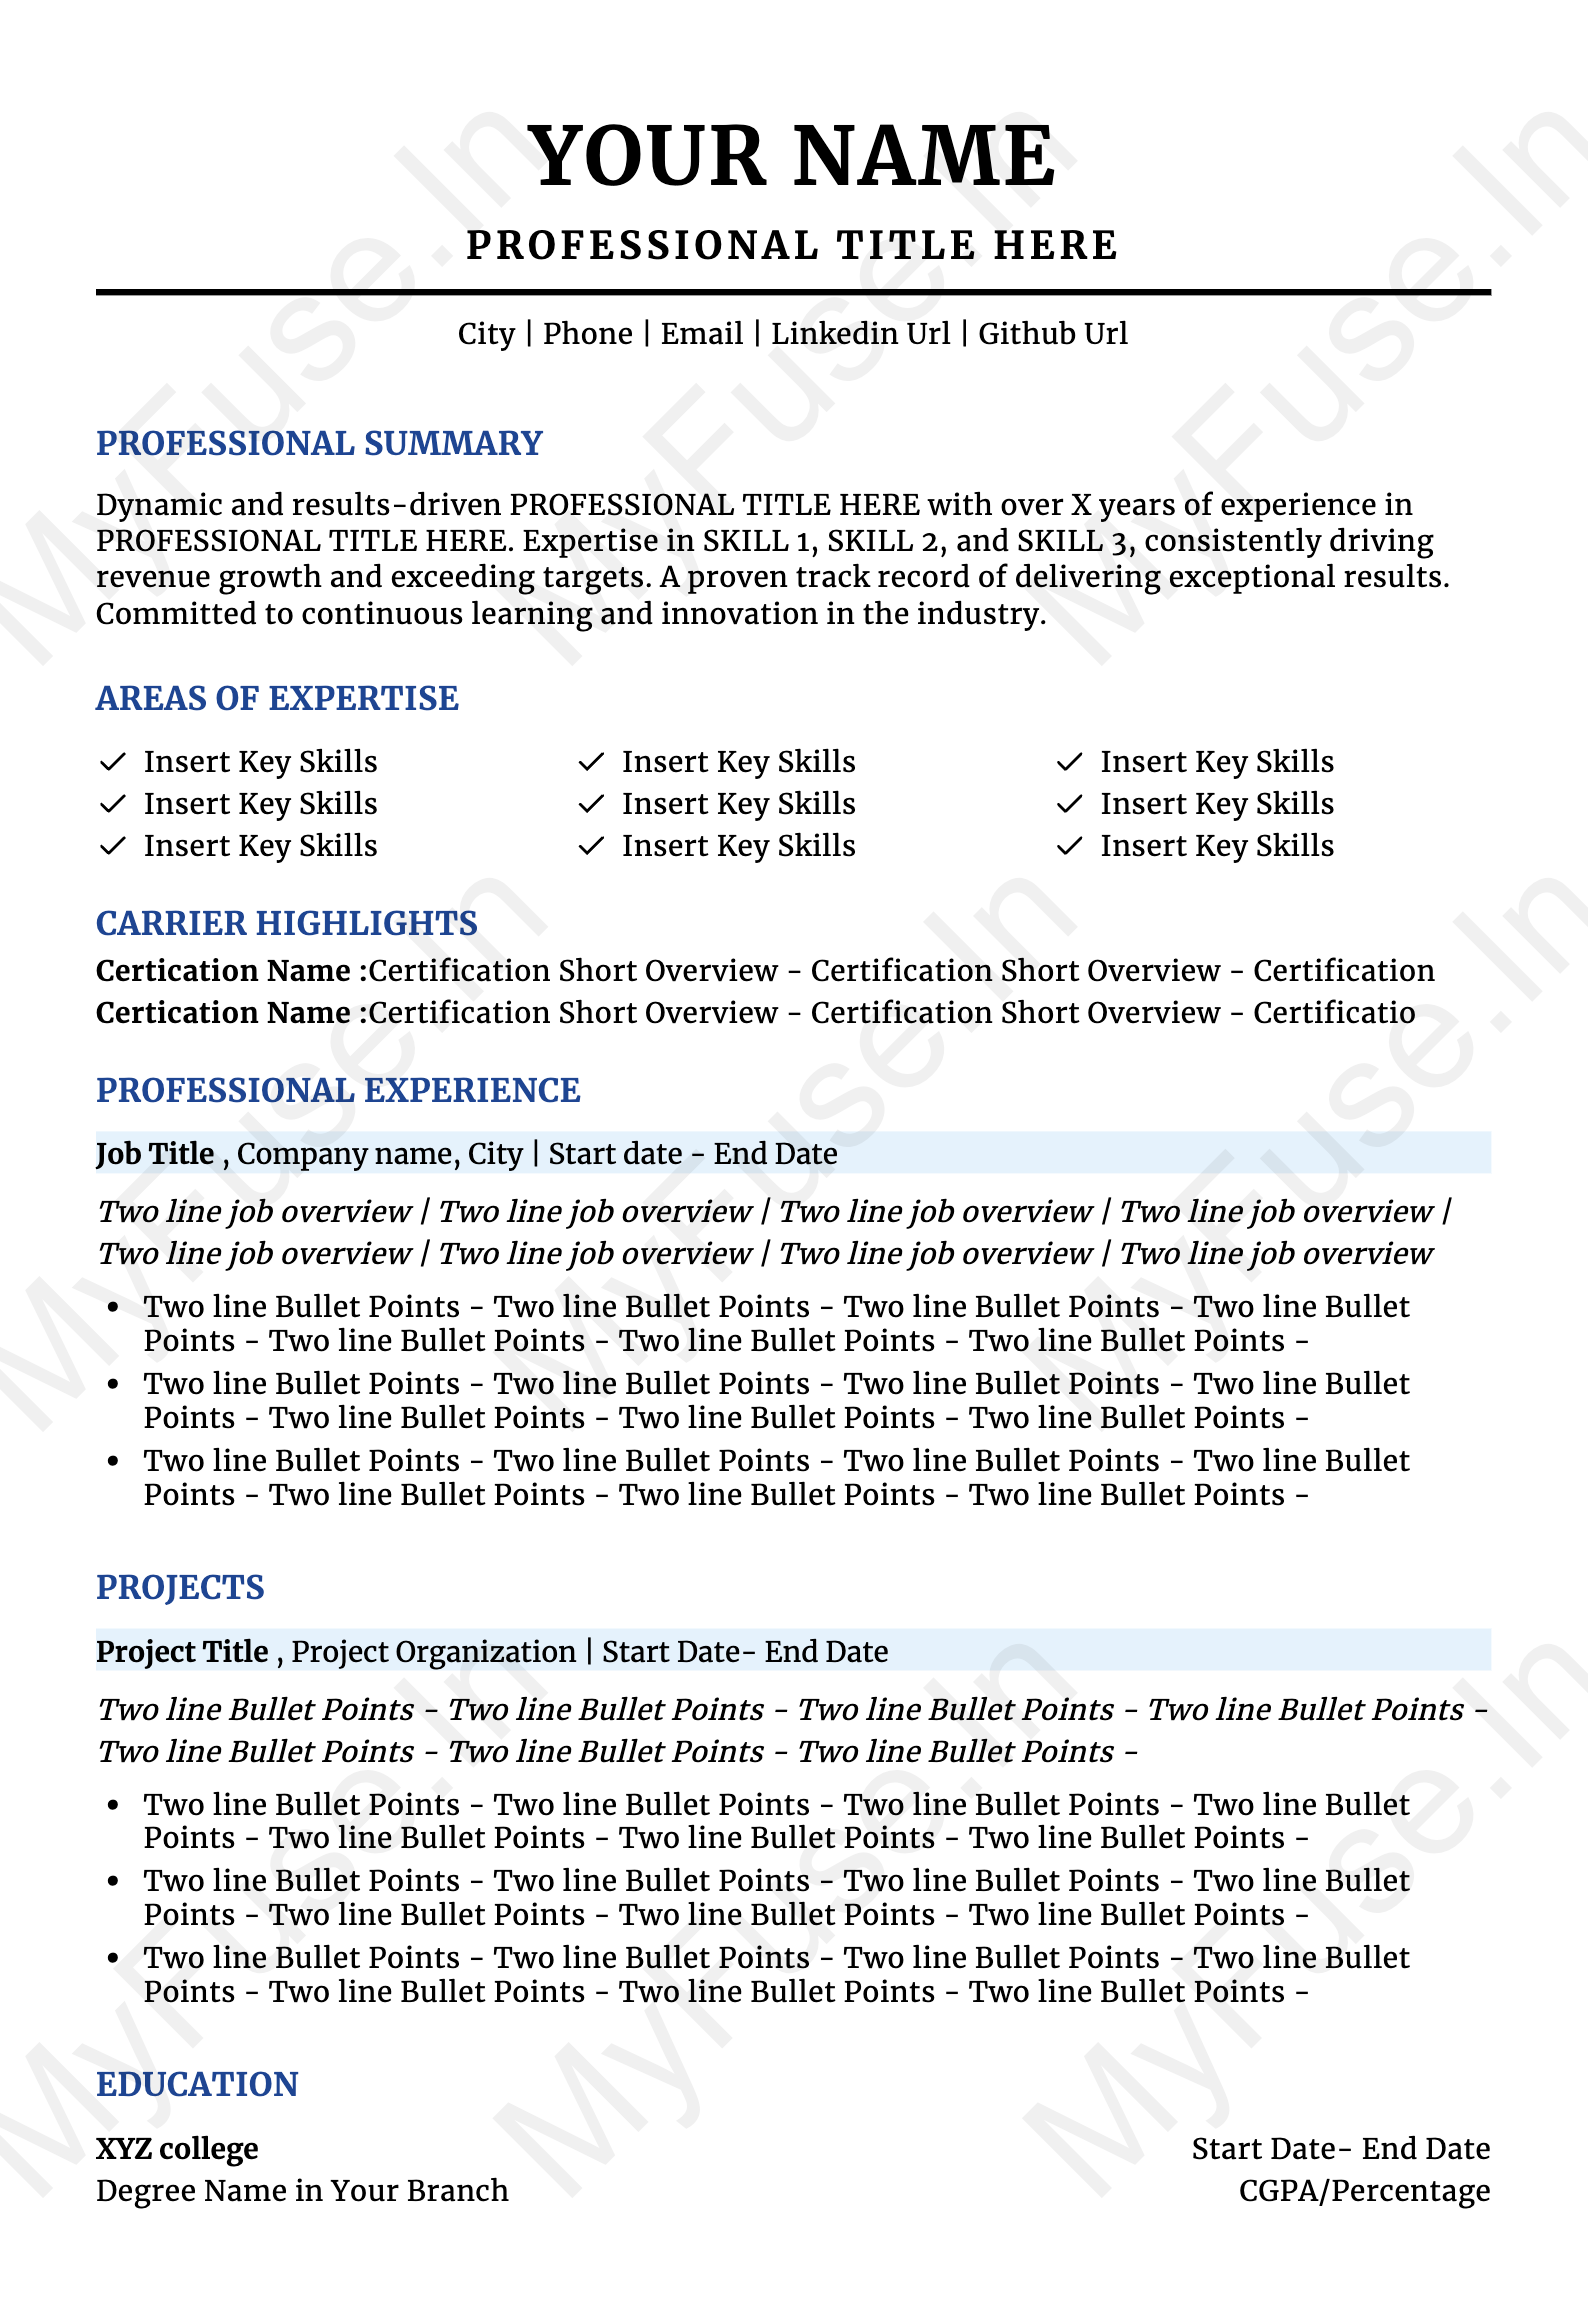 YOUR NAME
PROFESSIONAL TITLE HERE
City | Phone | Email | Linkedin Url | Github Url
PROFESSIONAL SUMMARY
Dynamic and results-driven PROFESSIONAL TITLE HERE with over X years of experience in
PROFESSIONAL TITLE HERE. Expertise in SKILL 1, SKILL 2, and SKILL 3, consistently driving
revenue growth and exceeding targets. A proven track record of delivering exceptional results.
Committed to continuous learning and innovation in the industry.
AREAS OF EXPERTISE
✓ Insert Key Skills ✓ Insert Key Skills ✓ Insert Key Skills
✓ Insert Key Skills ✓ Insert Key Skills ✓ Insert Key Skills
✓ Insert Key Skills ✓ Insert Key Skills ✓ Insert Key Skills
CARRIER HIGHLIGHTS
Certication Name :Certification Short Overview - Certification Short Overview - Certification
Certication Name :Certification Short Overview - Certification Short Overview - Certificatio
PROFESSIONAL EXPERIENCE
Job Title , Company name, City | Start date - End Date
Two line job overview | Two line job overview | Two line job overview | Two line job overview |
Two line job overview | Two line job overview | Two line job overview | Two line job overview
• Two line Bullet Points - Two line Bullet Points - Two line Bullet Points - Two line Bullet
Points - Two line Bullet Points - Two line Bullet Points - Two line Bullet Points -
• Two line Bullet Points - Two line Bullet Points - Two line Bullet Points - Two line Bullet
Points - Two line Bullet Points - Two line Bullet Points - Two line Bullet Points -
• Two line Bullet Points - Two line Bullet Points - Two line Bullet Points - Two line Bullet
Points - Two line Bullet Points - Two line Bullet Points - Two line Bullet Points -
PROJECTS
Project Title , Project Organization | Start Date- End Date
Two line Bullet Points - Two line Bullet Points - Two line Bullet Points - Two line Bullet Points -
Two line Bullet Points - Two line Bullet Points - Two line Bullet Points -
• Two line Bullet Points - Two line Bullet Points - Two line Bullet Points - Two line Bullet
Points - Two line Bullet Points - Two line Bullet Points - Two line Bullet Points -
• Two line Bullet Points - Two line Bullet Points - Two line Bullet Points - Two line Bullet
Points - Two line Bullet Points - Two line Bullet Points - Two line Bullet Points -
• Two line Bullet Points - Two line Bullet Points - Two line Bullet Points - Two line Bullet
Points - Two line Bullet Points - Two line Bullet Points - Two line Bullet Points -
EDUCATION
XYZ college Start Date- End Date
Degree Name in Your Branch CGPA/Percentage
MyFuse.In
MyFuse.In
MyFuse.In
MyFuse.In
MyFuse.In
MyFuse.In
MyFuse.In
MyFuse.In
MyFuse.In